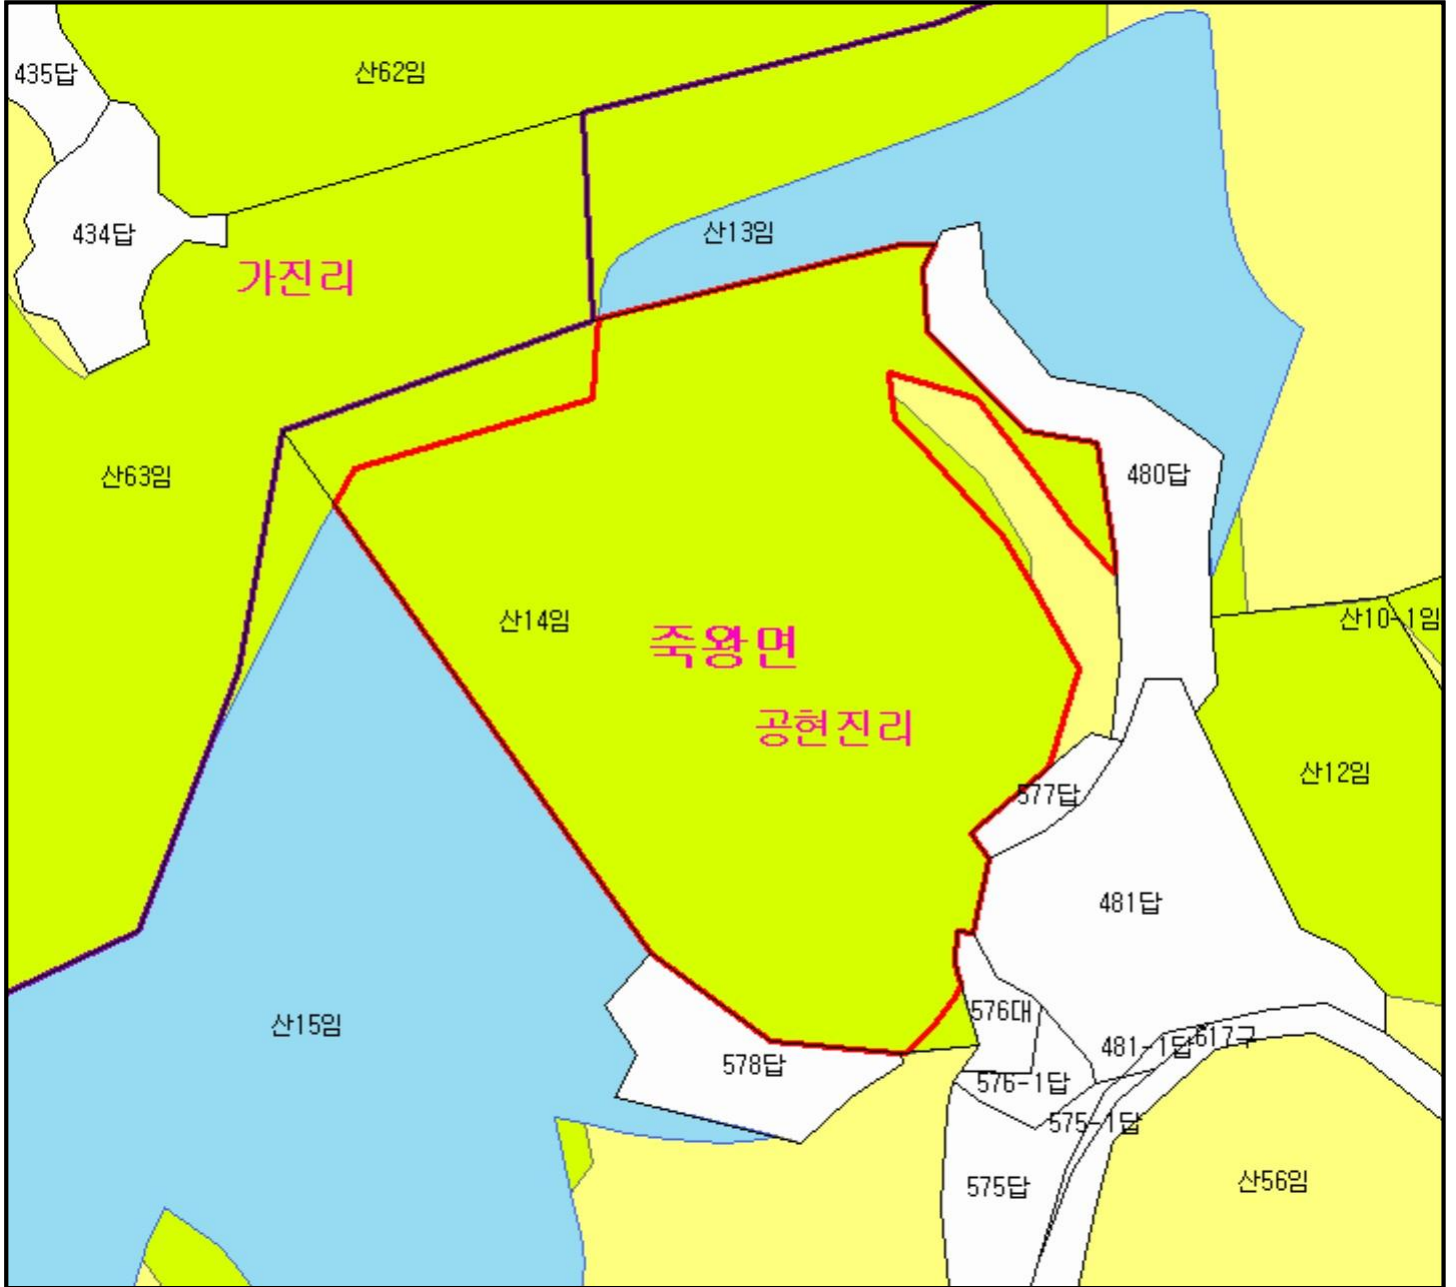 435답
산62임
434답
산13임
가진리
산63임
480답
산14임
산10-1임
죽왕면
공현진리
산12임
577답
481답
산15임
576대
481-1답
617구
578답
576-1답
575-1답
575답
산56임